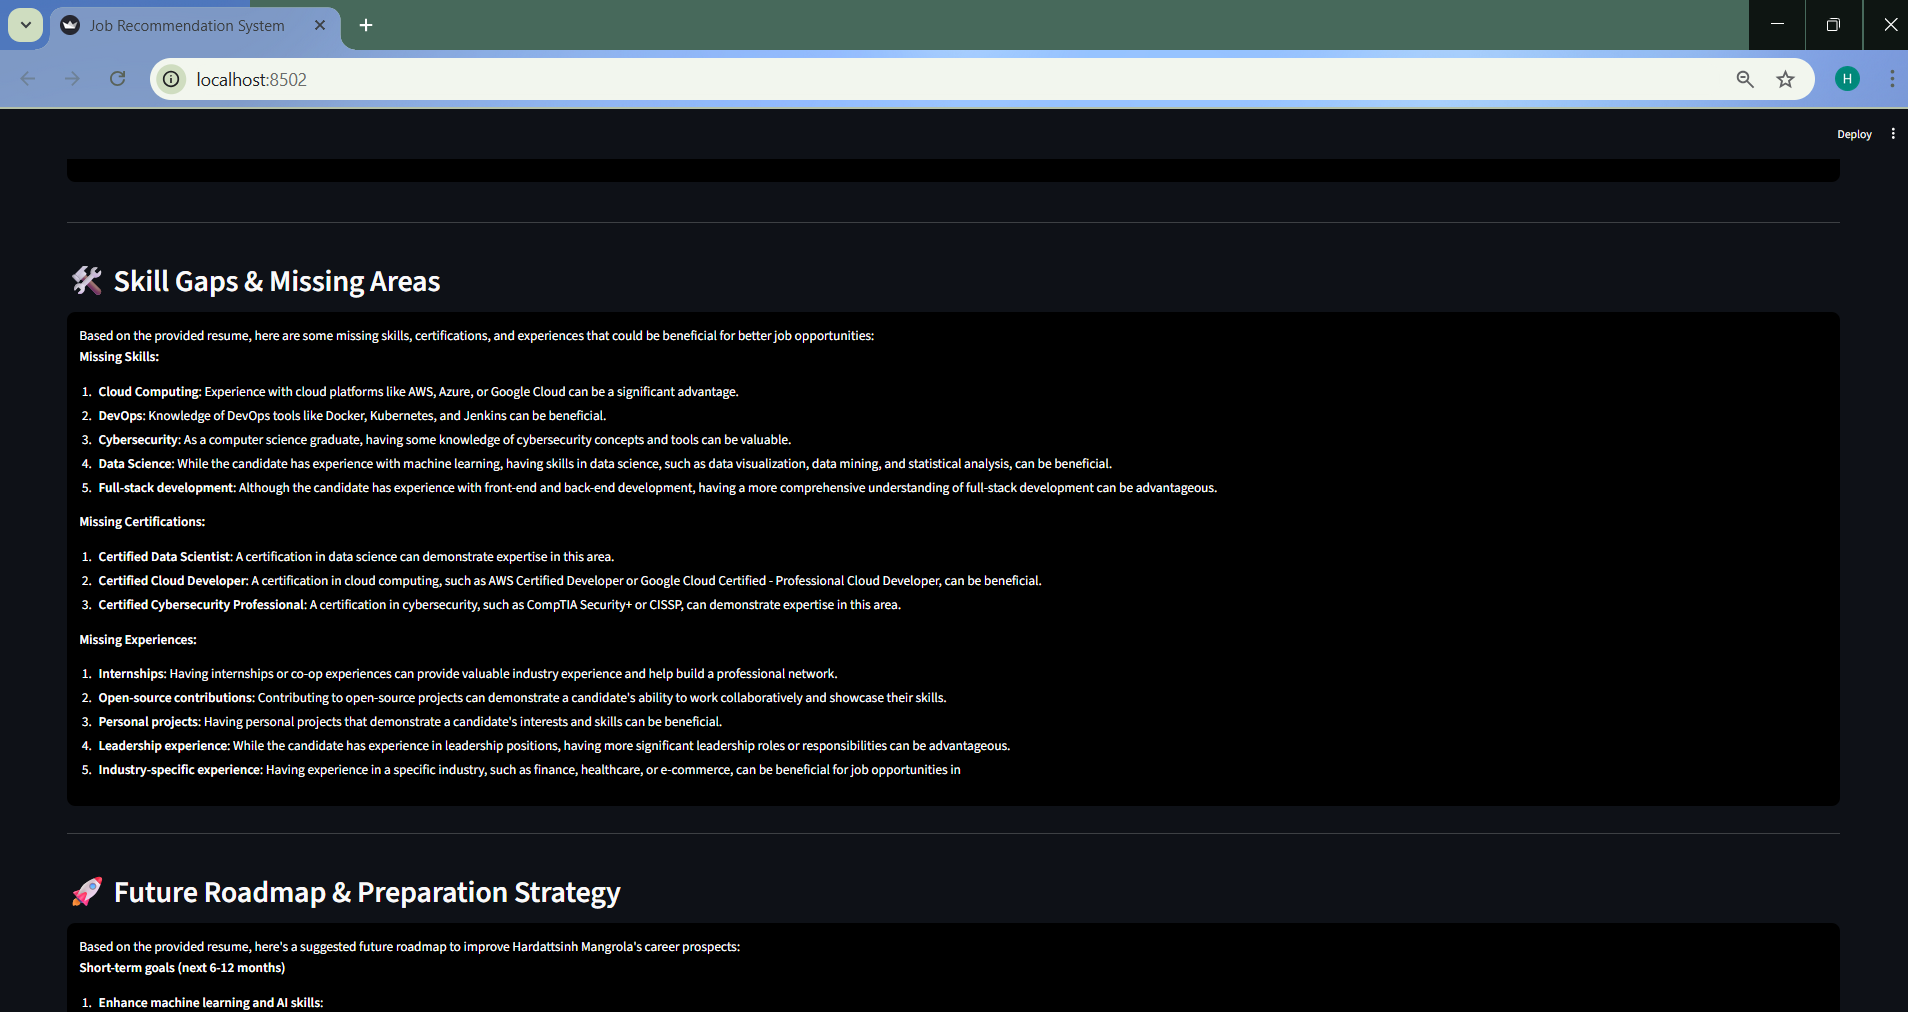 Job Recommendation System
localhost:8502
H
Deploy
🛠️ Skill Gaps & Missing Areas
Based on the provided resume, here are some missing skills, certifications, and experiences that could be beneficial for better job opportunities:
Missing Skills:
1. Cloud Computing: Experience with cloud platforms like AWS, Azure, or Google Cloud can be a significant advantage.
2. DevOps: Knowledge of DevOps tools like Docker, Kubernetes, and Jenkins can be beneficial.
3. Cybersecurity: As a computer science graduate, having some knowledge of cybersecurity concepts and tools can be valuable.
4. Data Science: While the candidate has experience with machine learning, having skills in data science, such as data visualization, data mining, and statistical analysis, can be beneficial.
5. Full-stack development: Although the candidate has experience with front-end and back-end development, having a more comprehensive understanding of full-stack development can be advantageous.
Missing Certifications:
1. Certified Data Scientist: A certification in data science can demonstrate expertise in this area.
2. Certified Cloud Developer: A certification in cloud computing, such as AWS Certified Developer or Google Cloud Certified - Professional Cloud Developer, can be beneficial.
3. Certified Cybersecurity Professional: A certification in cybersecurity, such as CompTIA Security+ or CISSP, can demonstrate expertise in this area.
Missing Experiences:
1. Internships: Having internships or co-op experiences can provide valuable industry experience and help build a professional network.
2. Open-source contributions: Contributing to open-source projects can demonstrate a candidate's ability to work collaboratively and showcase their skills.
3. Personal projects: Having personal projects that demonstrate a candidate's interests and skills can be beneficial.
4. Leadership experience: While the candidate has experience in leadership positions, having more significant leadership roles or responsibilities can be advantageous.
5. Industry-specific experience: Having experience in a specific industry, such as finance, healthcare, or e-commerce, can be beneficial for job opportunities in
🚀 Future Roadmap & Preparation Strategy
Based on the provided resume, here's a suggested future roadmap to improve Hardattsinh Mangrola's career prospects:
Short-term goals (next 6-12 months)
1. Enhance machine learning and AI skills: